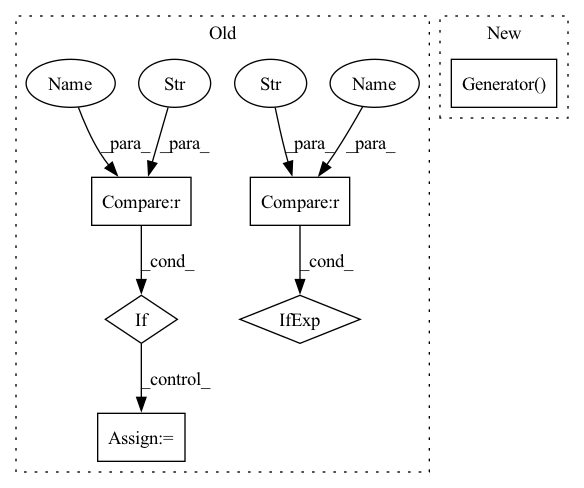 Old
New
Name
Str
Str
Name
Generator()
_para_
_para_
_para_
_para_
Compare:r
Compare:r
_cond_
_cond_
If
IfExp
_control_
Assign:=